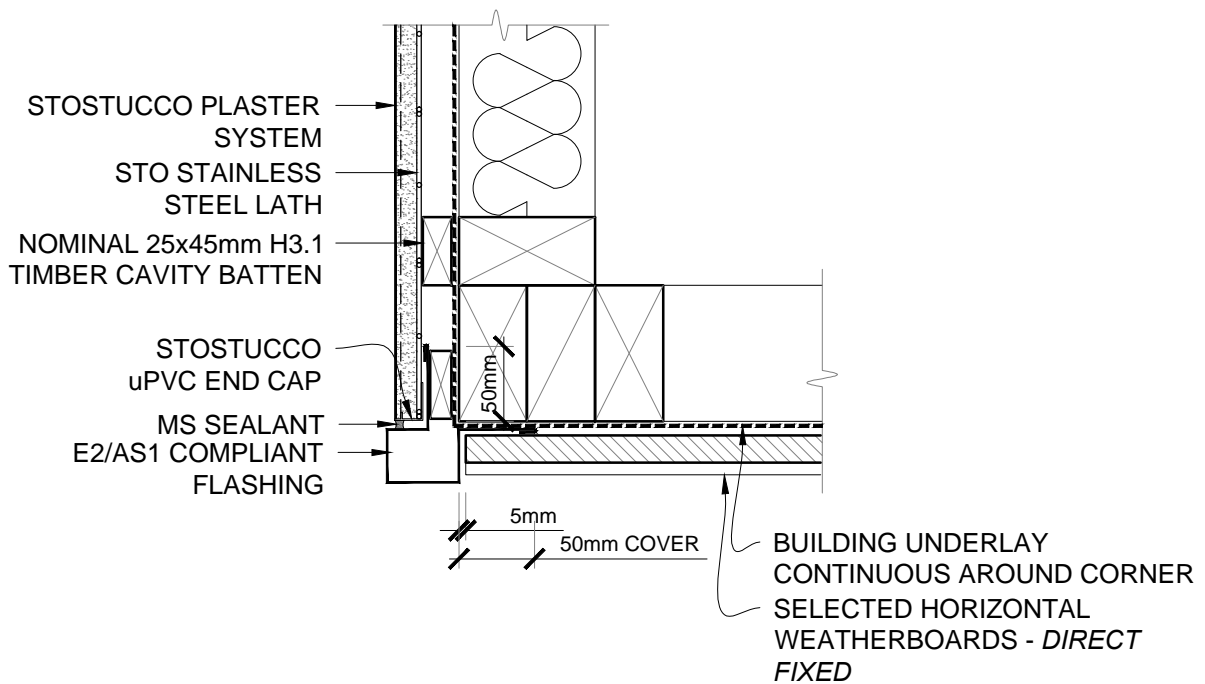 STOSTUCCO PLASTER
SYSTEM
STO STAINLESS
STEEL LATH
NOMINAL 25x45mm H3.1
TIMBER CAVITY BATTEN
STOSTUCCO
uPVC END CAP
MS SEALANT
E2/AS1 COMPLIANT
FLASHING
50mm
5mm
50mm COVER
BUILDING UNDERLAY
CONTINUOUS AROUND CORNER
SELECTED HORIZONTAL
WEATHERBOARDS - DIRECT
FIXED